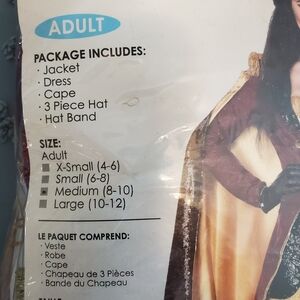 ADULT
PACKAGE INCLUDES:
· Jacket
· Dress
· Cape
· 3 Piece Hat
· Hat Band
SIZE:
Adult
X-Small (4-6)
Small (6-8)
Medium (8-10)
Large (10-12)
LE PAQUET COMPREND:
· Veste
· Robe
· Cape
· Chapeau de 3 Pièces
· Bande du Chapeau